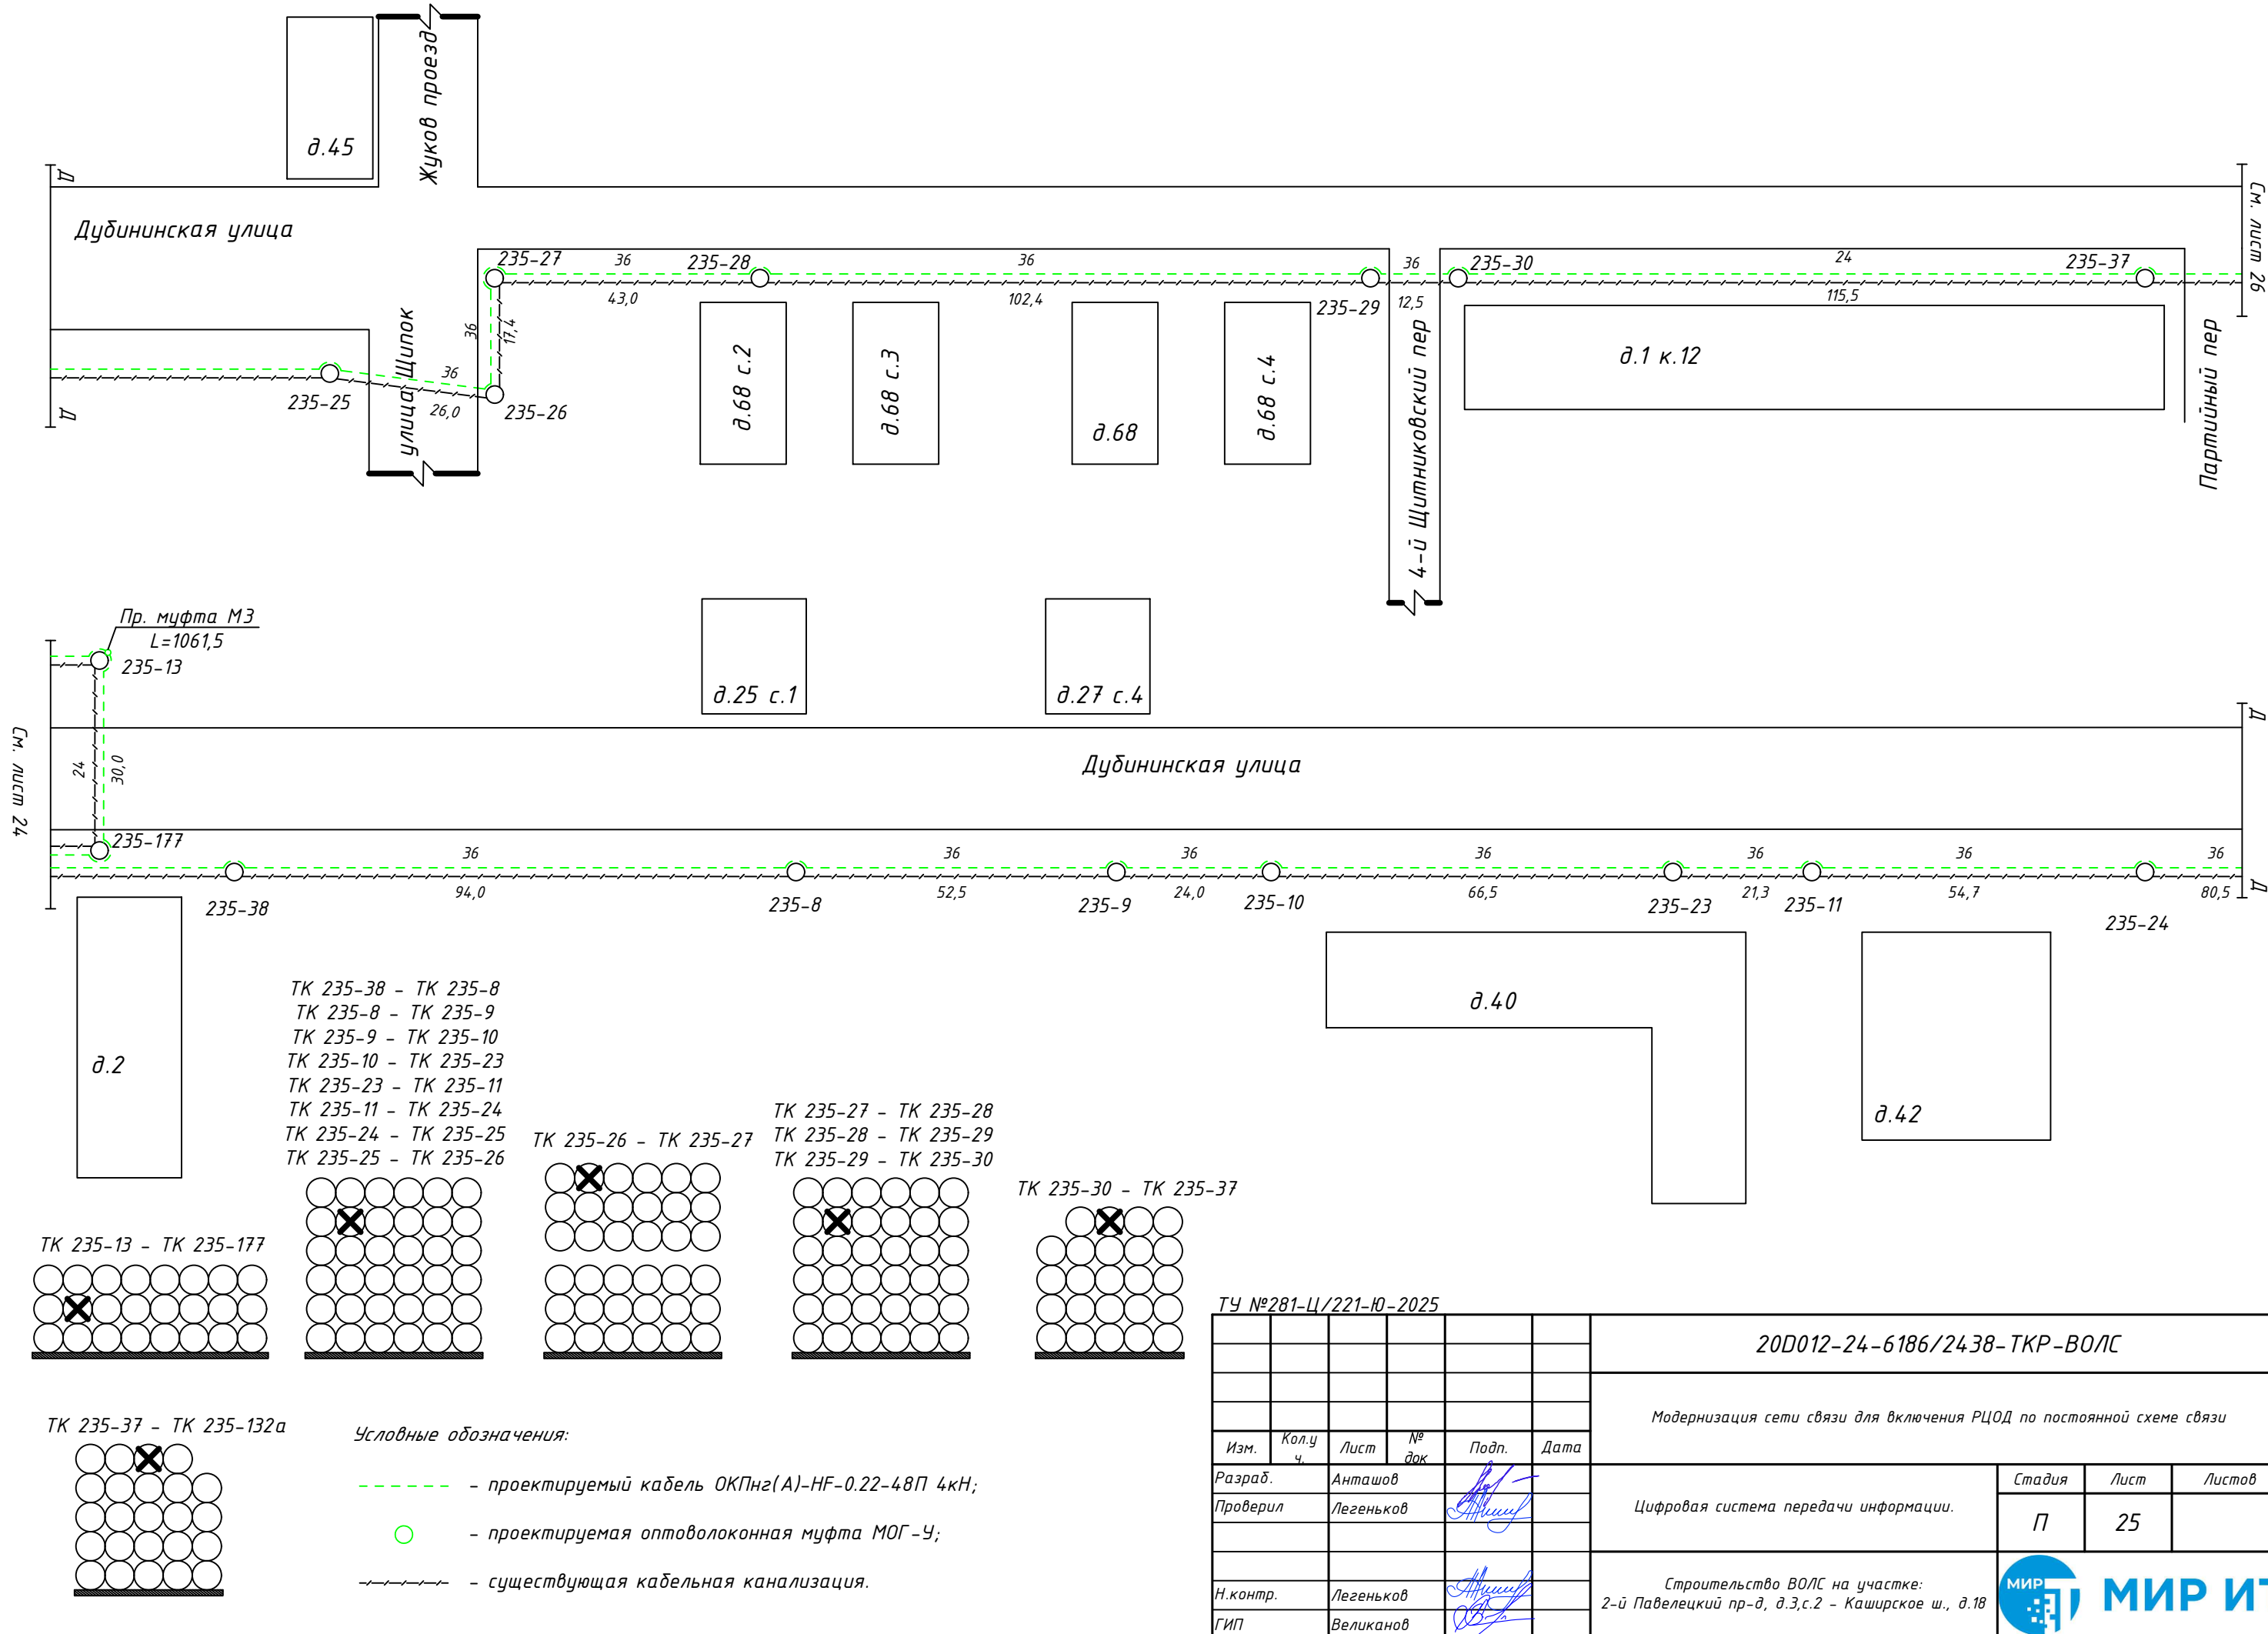 д.45
Жуков проезд
Д
Дубининская улица
См. лист 26
235-27
36
235-28
36
36
235-30
24
235-37
43,0
102,4
235-29
12,5
115,5
36
17,4
улица Щипок
36
26,0
235-25
235-26
Д
д.68 с.2
д.68 с.3
д.68
д.68 с.4
4-й Щитниковский пер
д.1 к.12
Партийный пер
Пр. муфта М3
L=1061,5
235-13
д.25 с.1
д.27 с.4
См. лист 24
24
30,0
Дубининская улица
Д
235-177
36
36
36
36
36
36
36
94,0
52,5
24,0
66,5
21,3
54,7
80,5
Д
235-38
235-8
235-9
235-10
235-23
235-11
235-24
д.2
д.40
д.42
ТК 235-38 - ТК 235-8
ТК 235-8 - ТК 235-9
ТК 235-9 - ТК 235-10
ТК 235-10 - ТК 235-23
ТК 235-23 - ТК 235-11
ТК 235-11 - ТК 235-24
ТК 235-24 - ТК 235-25
ТК 235-25 - ТК 235-26
ТК 235-26 - ТК 235-27
ТК 235-27 - ТК 235-28
ТК 235-28 - ТК 235-29
ТК 235-29 - ТК 235-30
ТК 235-30 - ТК 235-37
ТК 235-13 - ТК 235-177
ТК 235-37 - ТК 235-132а
Условные обозначения:
- проектируемый кабель ОКПнг(А)-HF-0.22-48П 4кН;
- проектируемая оптоволоконная муфта МОГ-У;
- существующая кабельная канализация.
ТУ №281-Ц/221-Ю-2025
20D012-24-6186/2438-ТКР-ВОЛС
Модернизация сети связи для включения РЦОД по постоянной схеме связи
Изм.
Кол.у
ч.
Лист
№
док
Подп.
Дата
Разраб.
Анташов
Проверил
Легеньков
Цифровая система передачи информации.
Стадия
Лист
Листов
П
25
Н.контр.
Легеньков
ГИП
Великанов
Строительство ВОЛС на участке:
2-й Павелецкий пр-д, д.3,с.2 - Каширское ш., д.18
МИР
МИР ИТ